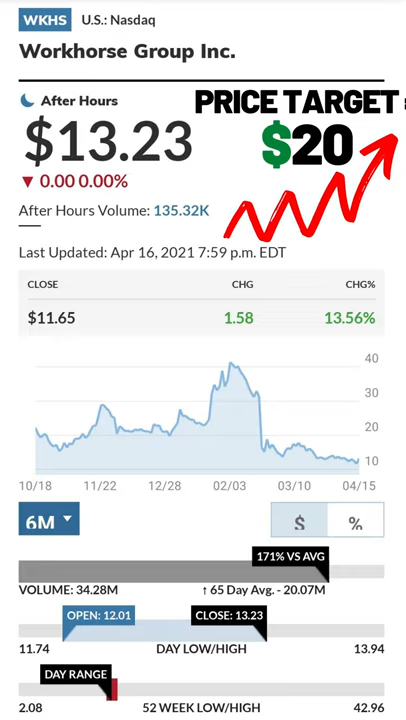 WKHS U.S.: Nasdaq
Workhorse Group Inc.
After Hours
PRICE TARGET
$13.23
$20
▼ 0.00 0.00%
After Hours Volume: 135.32K
Last Updated: Apr 16, 2021 7:59 p.m. EDT
CLOSE CHG CHG%
$11.65 1.58 13.56%
40
30
20
10
10/18 11/22 12/28 02/03 03/10 04/15
6M $ %
171% VS AVG
VOLUME: 34.28M ↑ 65 Day Avg. - 20.07M
OPEN: 12.01 CLOSE: 13.23
11.74 DAY LOW/HIGH 13.94
DAY RANGE
2.08 52 WEEK LOW/HIGH 42.96